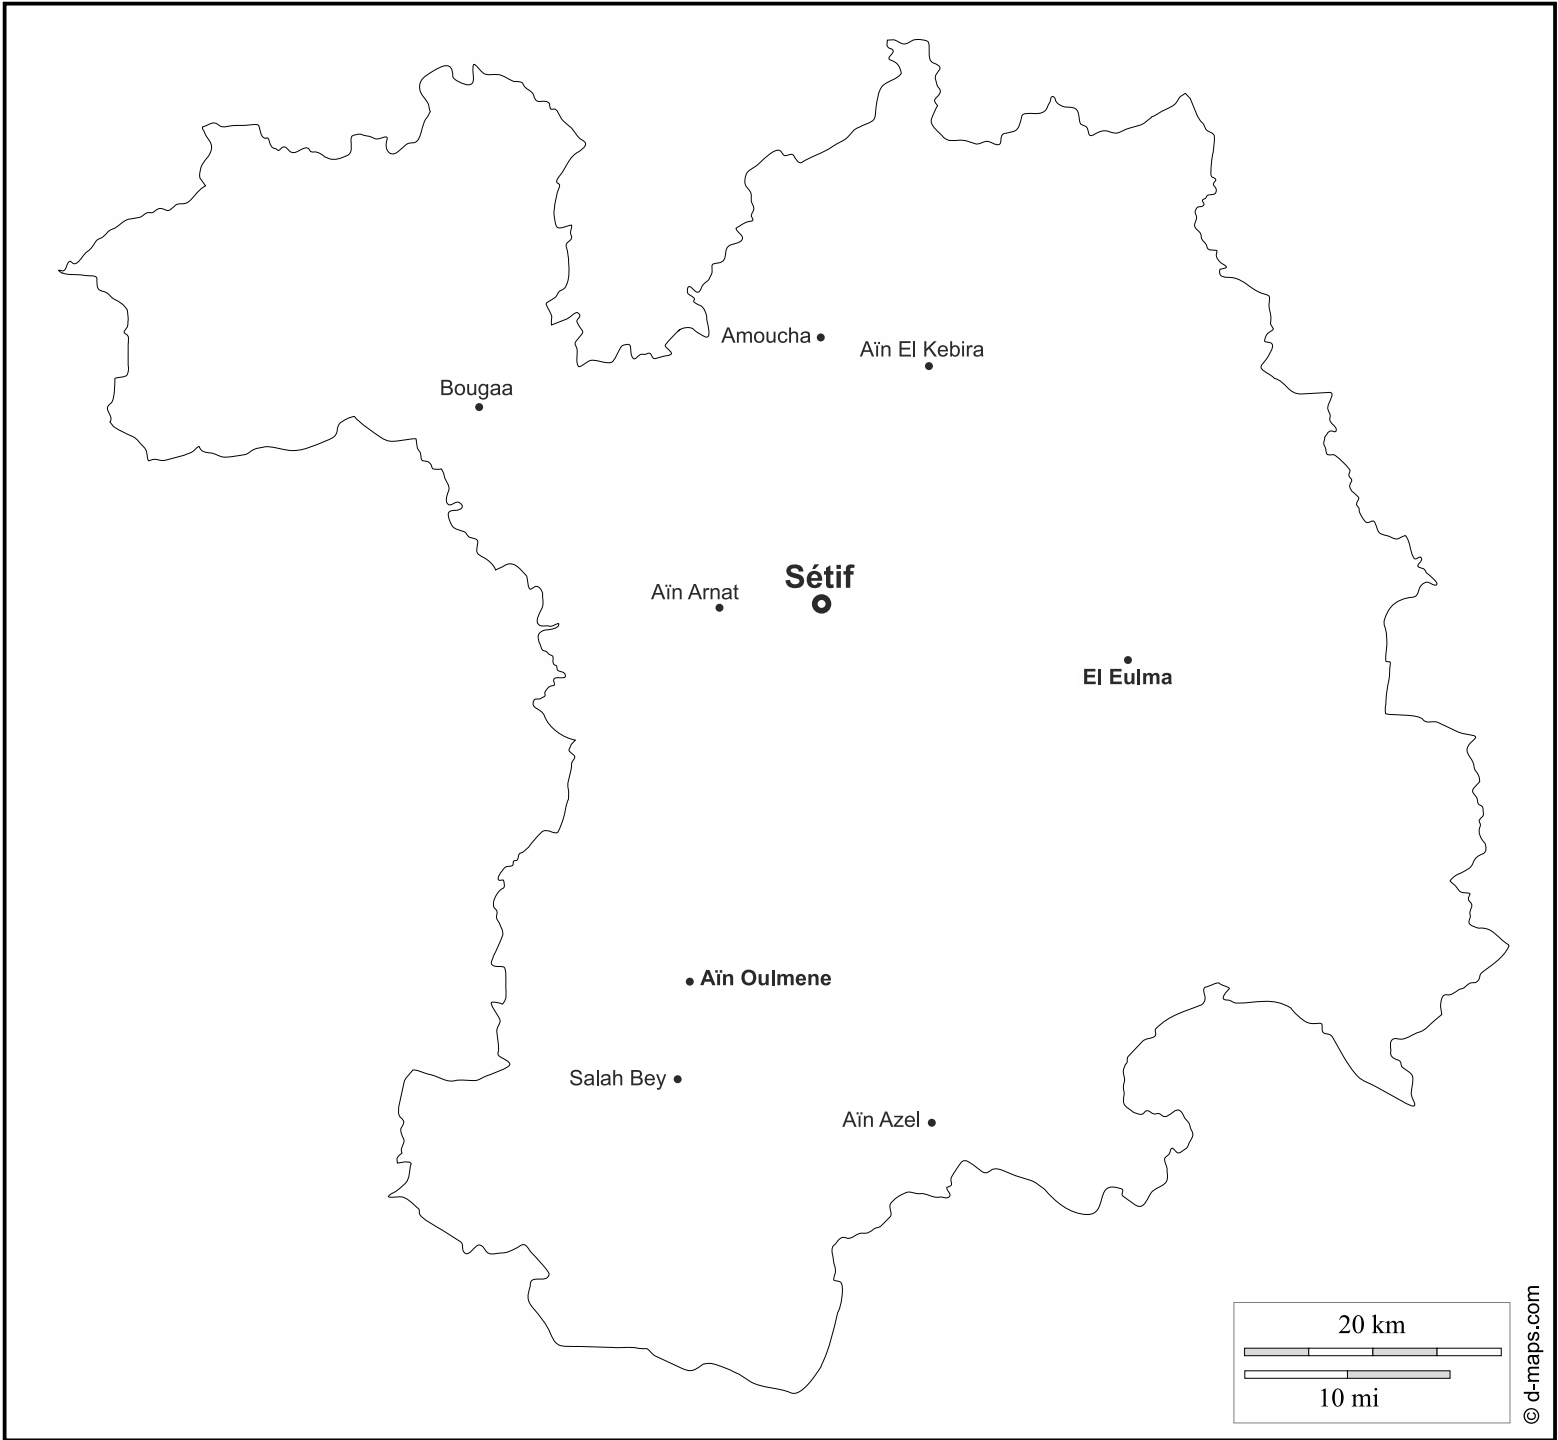 Amoucha
Aïn El Kebira
Bougaa
Sétif
Aïn Arnat
El Eulma
Aïn Oulmene
Salah Bey
Aïn Azel
20 km
10 mi
© d-maps.com